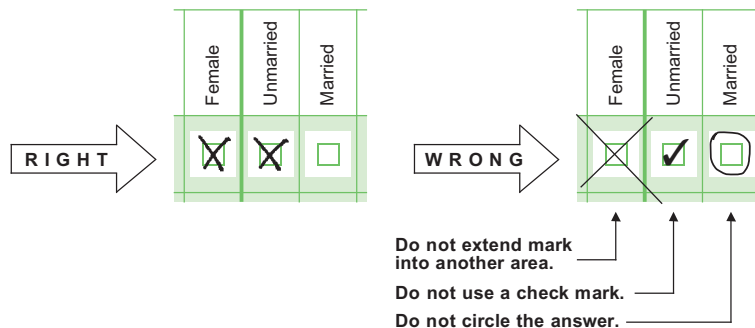 Female
Unmarried
Married
Female
Unmarried
Married
RIGHT
WRONG
Do not extend mark
into another area.
Do not use a check mark.
Do not circle the answer.